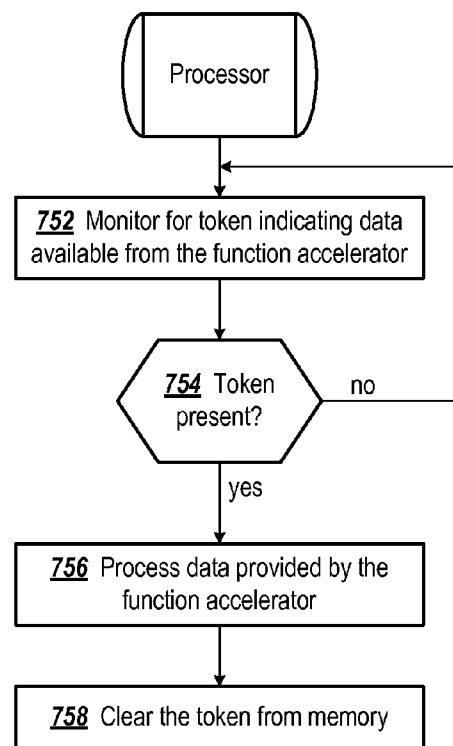 Processor
752 Monitor for token indicating data
available from the function accelerator
754 Token
present?
no
yes
756 Process data provided by the
function accelerator
758 Clear the token from memory